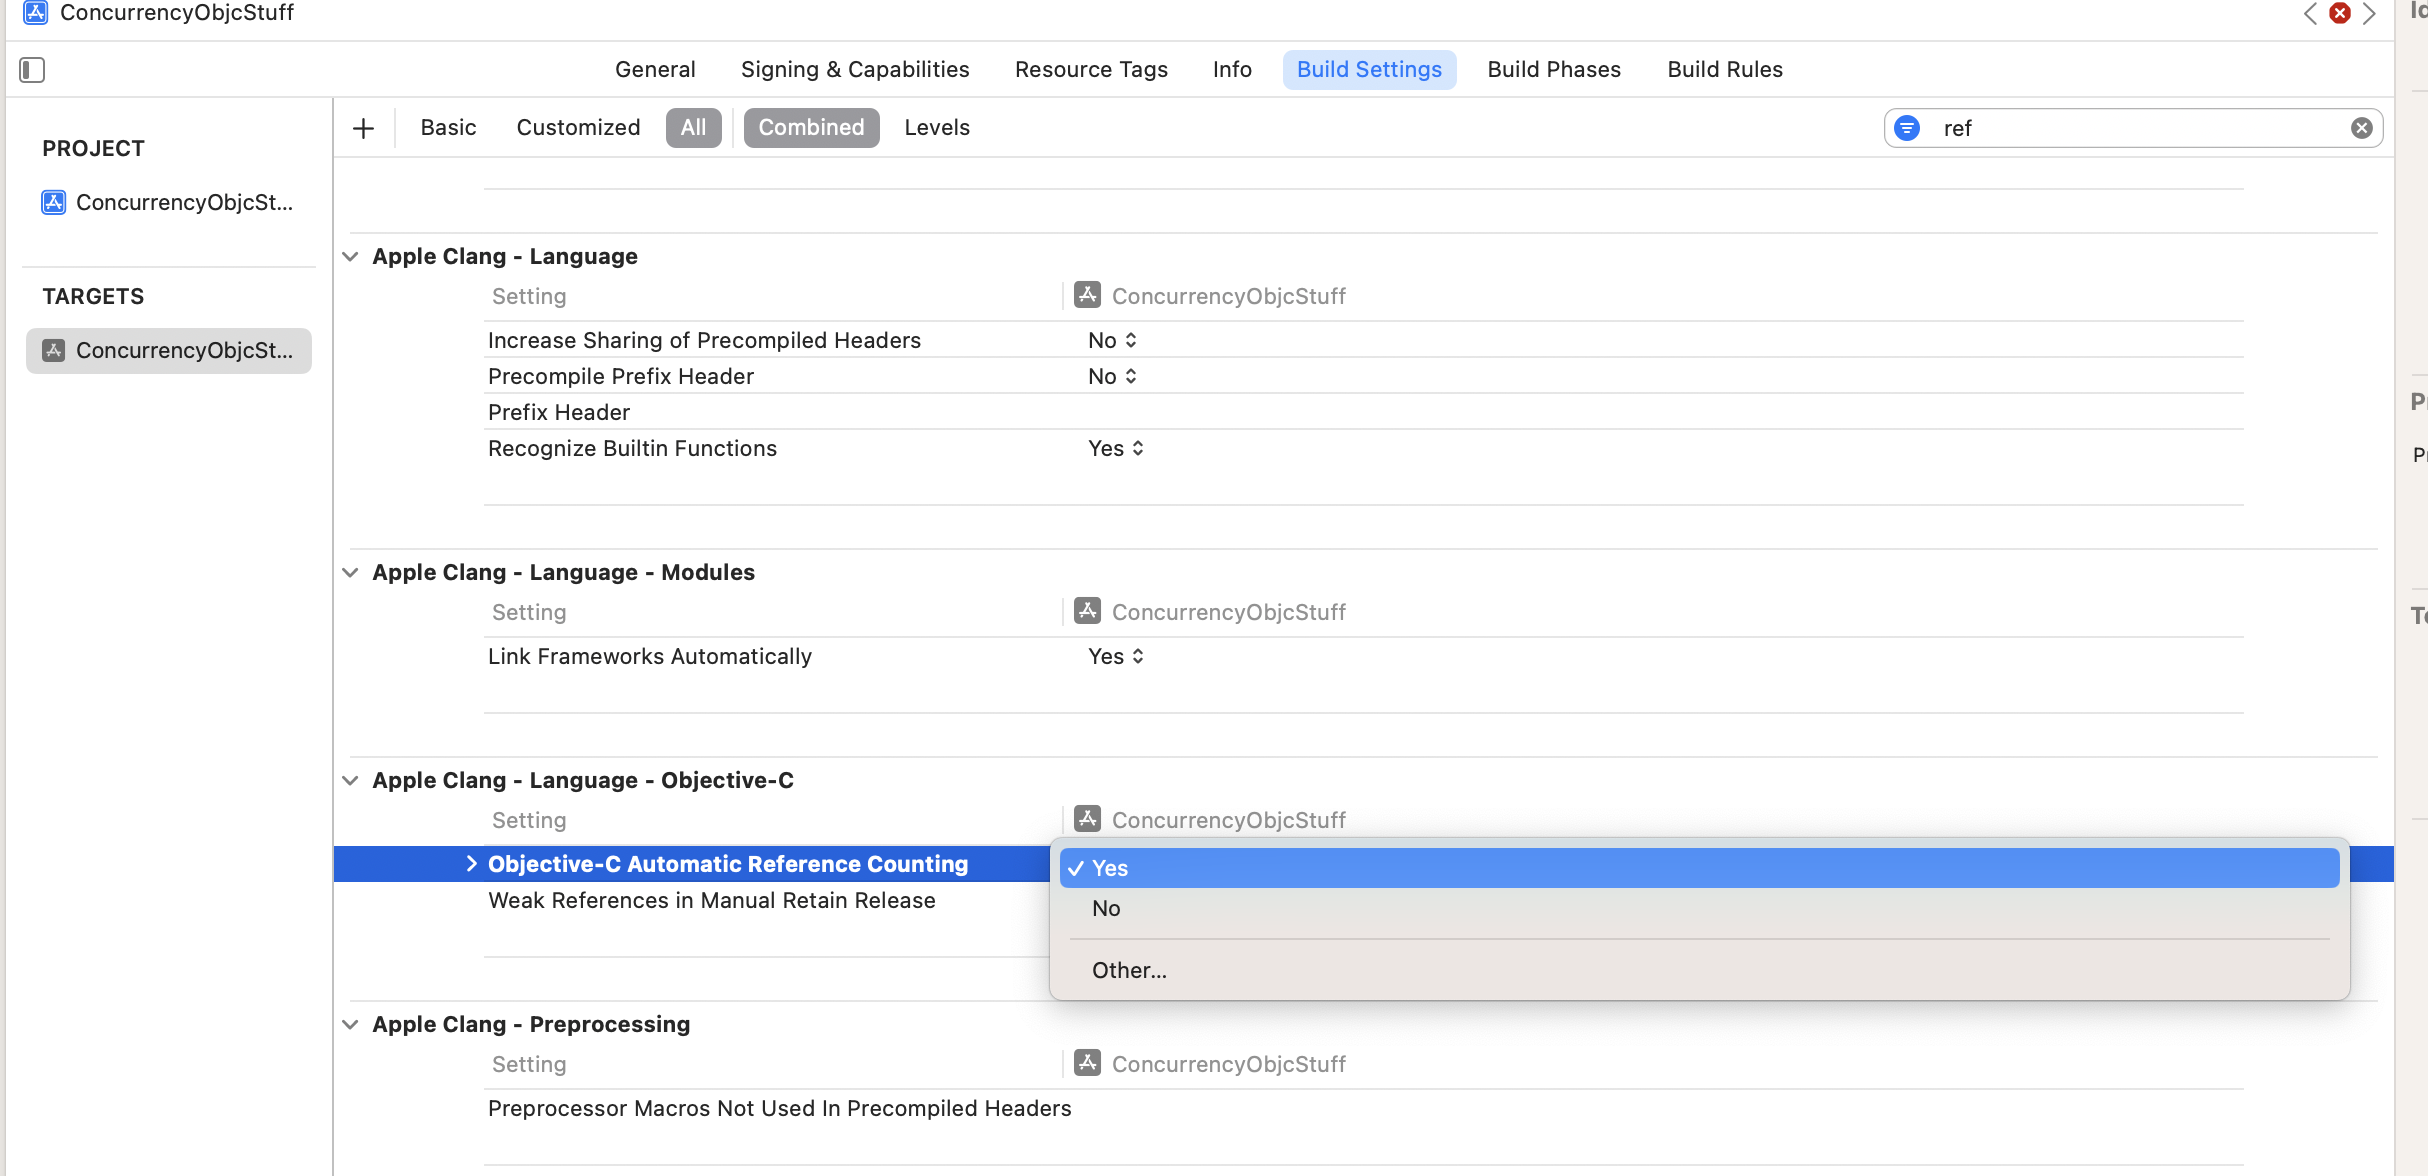 ConcurrencyObjcStuff
General Signing & Capabilities Resource Tags Info Build Settings Build Phases Build Rules
Basic Customized All Combined Levels ref
PROJECT
ConcurrencyObjcSt...
TARGETS
ConcurrencyObjcSt...
Apple Clang - Language
Setting ConcurrencyObjcStuff
Increase Sharing of Precompiled Headers No
Precompile Prefix Header No
Prefix Header
Recognize Builtin Functions Yes
Apple Clang - Language - Modules
Setting ConcurrencyObjcStuff
Link Frameworks Automatically Yes
Apple Clang - Language - Objective-C
Setting ConcurrencyObjcStuff
Objective-C Automatic Reference Counting Yes
Weak References in Manual Retain Release No
Other...
Apple Clang - Preprocessing
Setting ConcurrencyObjcStuff
Preprocessor Macros Not Used In Precompiled Headers